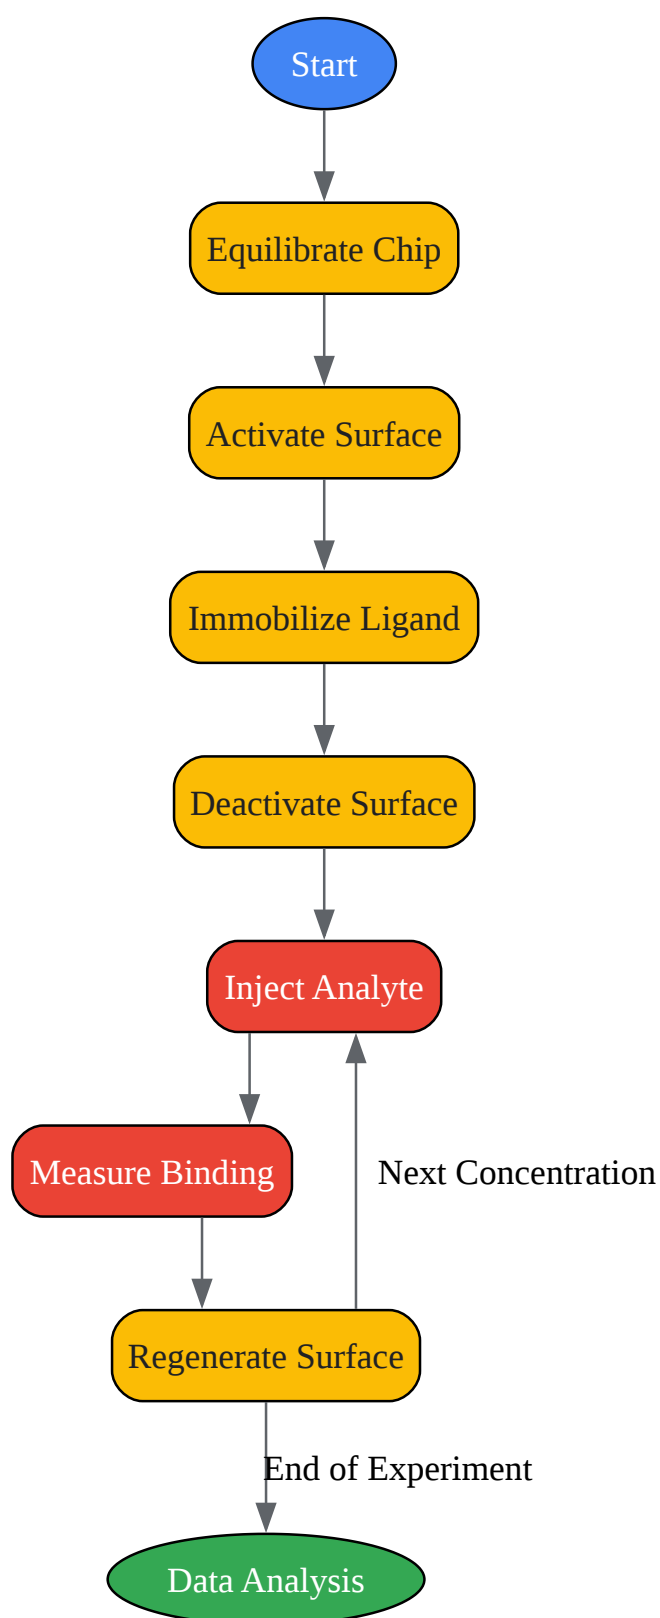 Start
Equilibrate Chip
Activate Surface
Immobilize Ligand
Deactivate Surface
Inject Analyte
Measure Binding
Next Concentration
Regenerate Surface
End of Experiment
Data Analysis